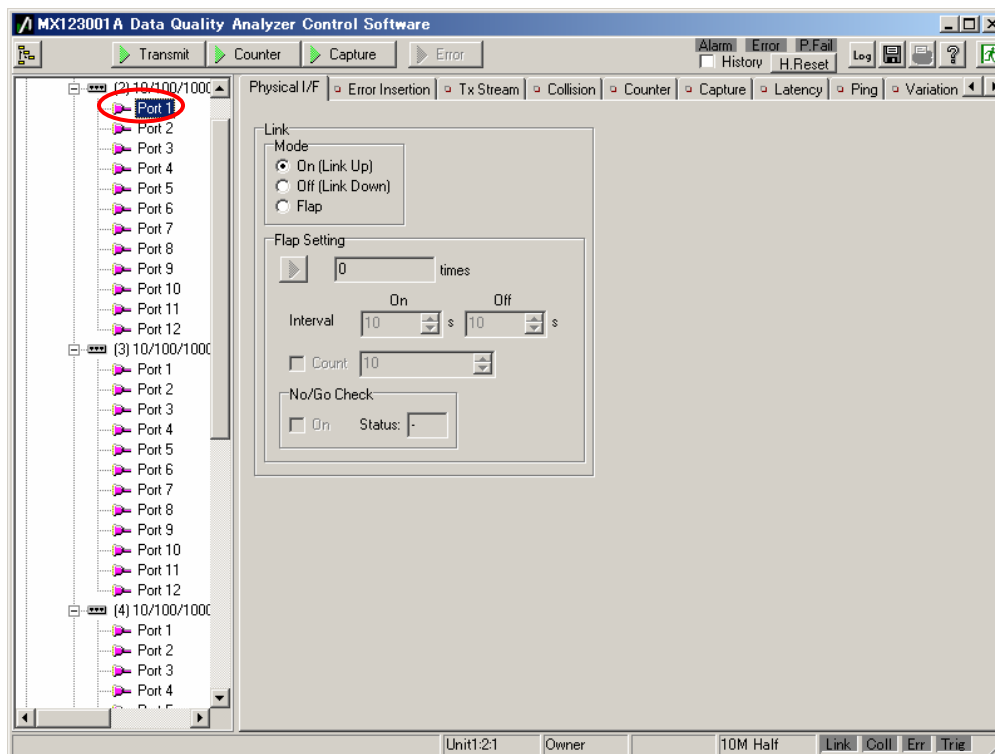 MX123001A Data Quality Analyzer Control Software
Transmit
Counter
Capture
Error
Alarm Error P.Fail
History H.Reset
Log
(2) 10/100/1000
Port 1
Port 2
Port 3
Port 4
Port 5
Port 6
Port 7
Port 8
Port 9
Port 10
Port 11
Port 12
(3) 10/100/1000
Port 1
Port 2
Port 3
Port 4
Port 5
Port 6
Port 7
Port 8
Port 9
Port 10
Port 11
Port 12
(4) 10/100/1000
Port 1
Port 2
Port 3
Port 4
Physical I/F
Error Insertion
Tx Stream
Collision
Counter
Capture
Latency
Ping
Variation
Link
Mode
On (Link Up)
Off (Link Down)
Flap
Flap Setting
0 times
On Off
Interval 10 s 10 s
Count 10
No/Go Check
On Status: -
Unit1:2:1 Owner 10M Half Link Coll Err Trig